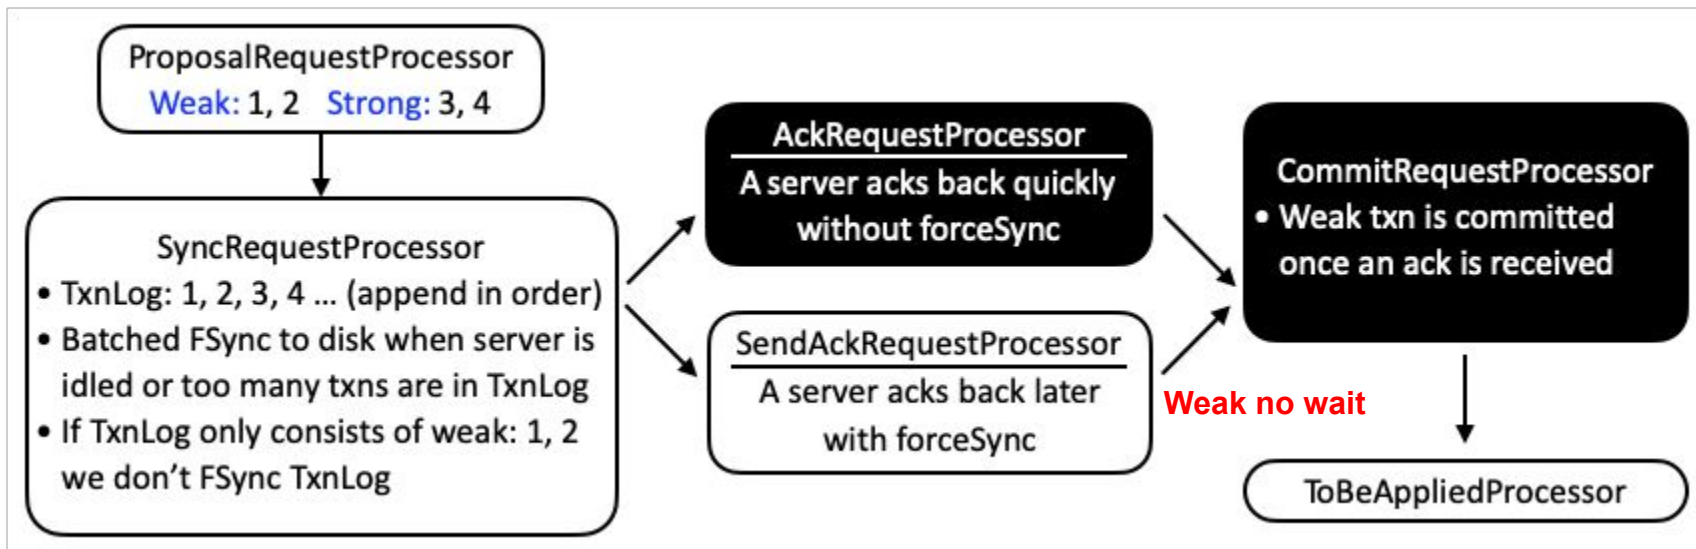 ProposalRequestProcessor
Weak: 1, 2 Strong: 3, 4
SyncRequestProcessor
• TxnLog: 1, 2, 3, 4 ... (append in order)
• Batched FSync to disk when server is
idled or too many txns are in TxnLog
• If TxnLog only consists of weak: 1, 2
we don’t FSync TxnLog
AckRequestProcessor
A server acks back quickly
without forceSync
SendAckRequestProcessor
A server acks back later
with forceSync
Weak no wait
CommitRequestProcessor
• Weak txn is committed
once an ack is received
ToBeAppliedProcessor